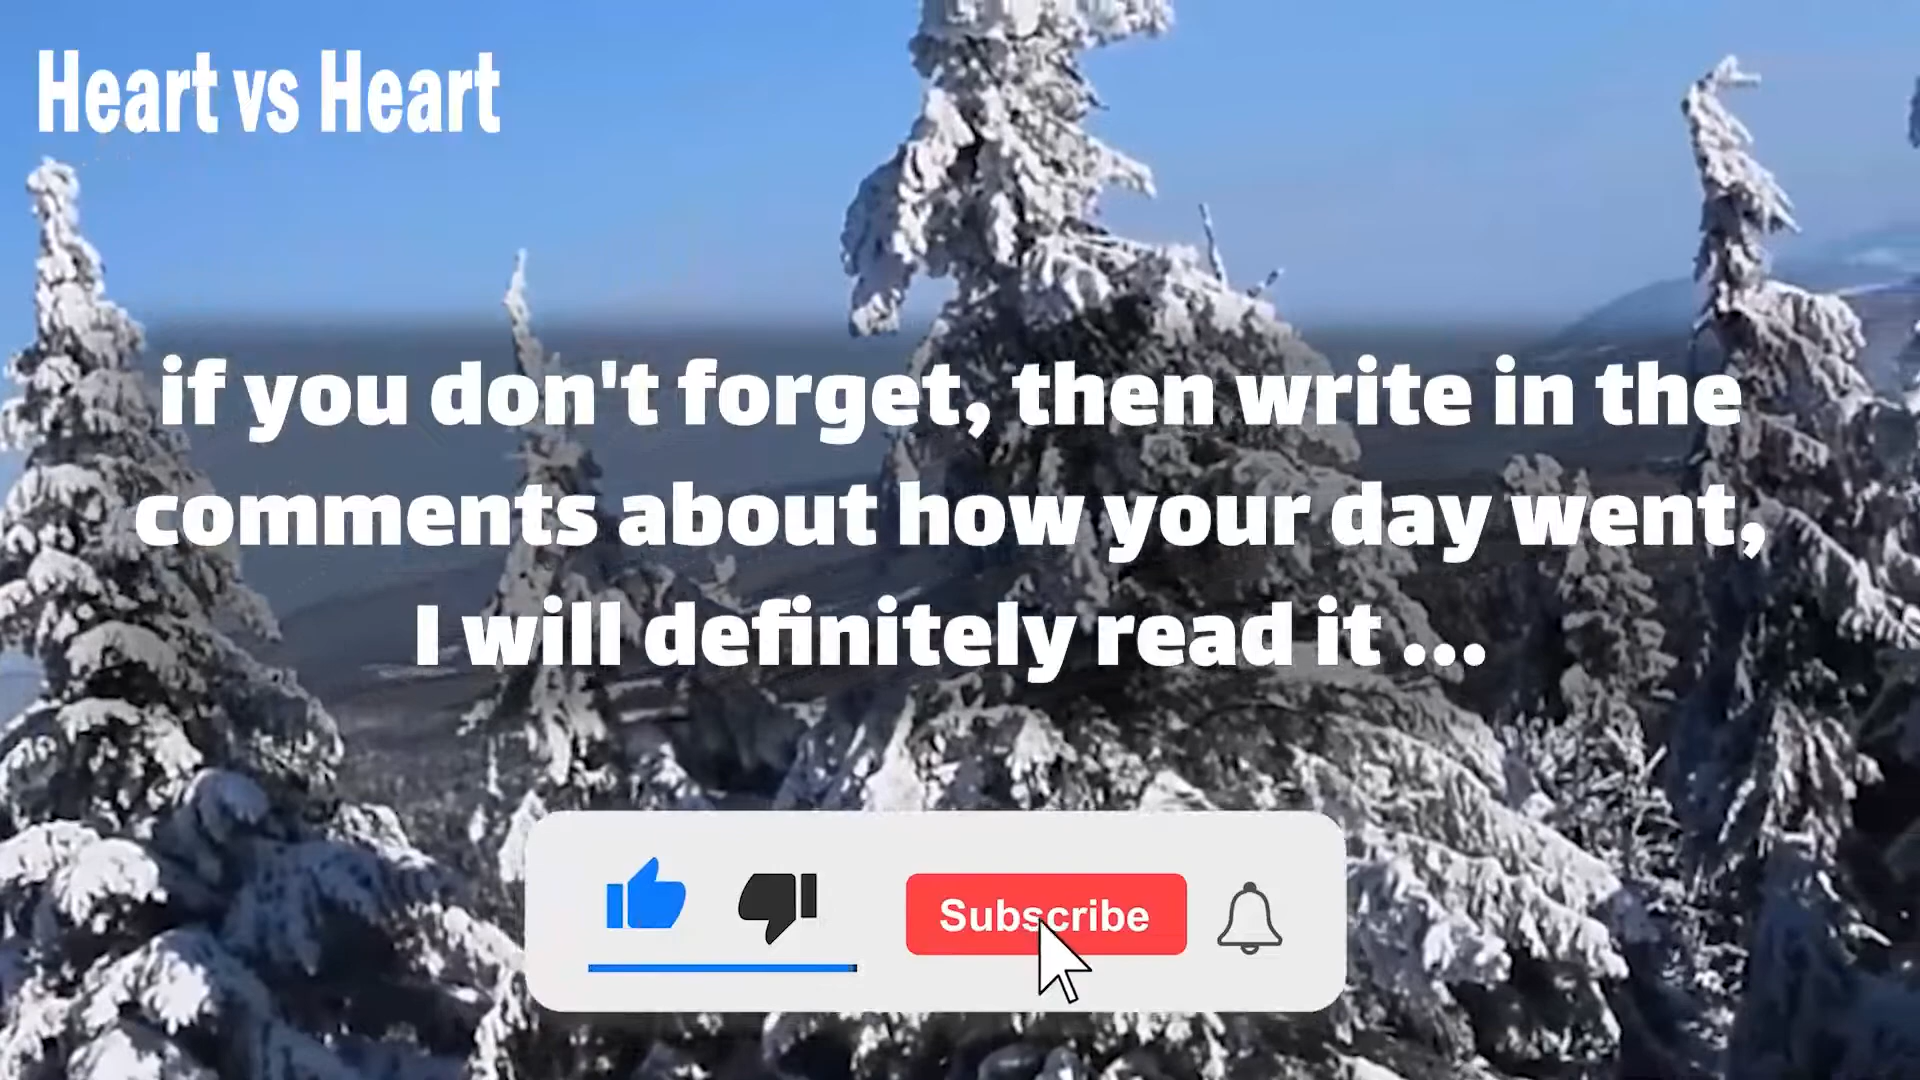 Heart vs Heart
if you don't forget, then write in the
comments about how your day went,
I will definitely read it ...
Subscribe